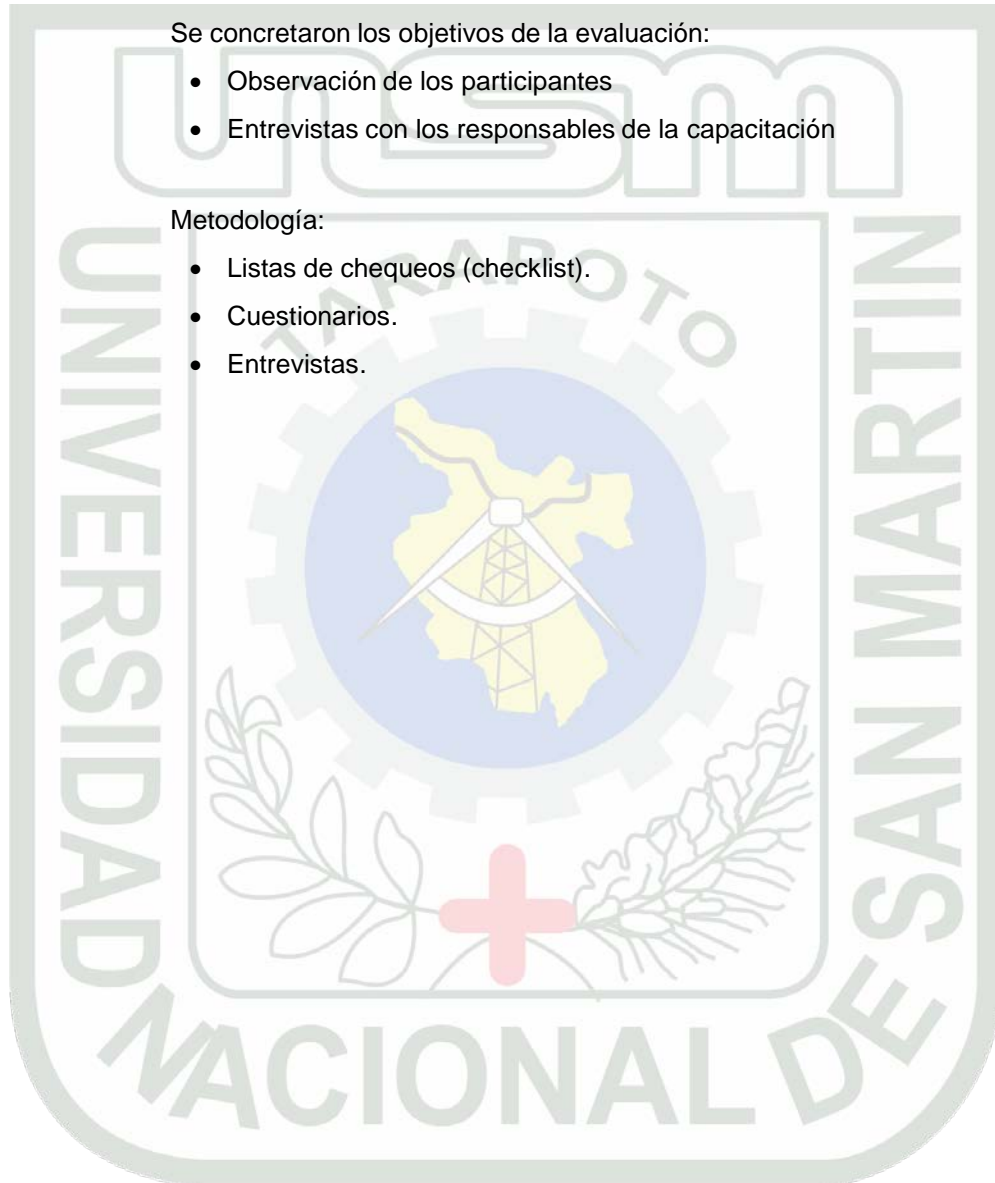 Se concretaron los objetivos de la evaluación:
• Observación de los participantes
• Entrevistas con los responsables de la capacitación
Metodología:
• Listas de chequeos (checklist).
• Cuestionarios.
• Entrevistas.
unsm
TARAPOTO
UNIVERSIDAD NACIONAL DE SAN MARTIN